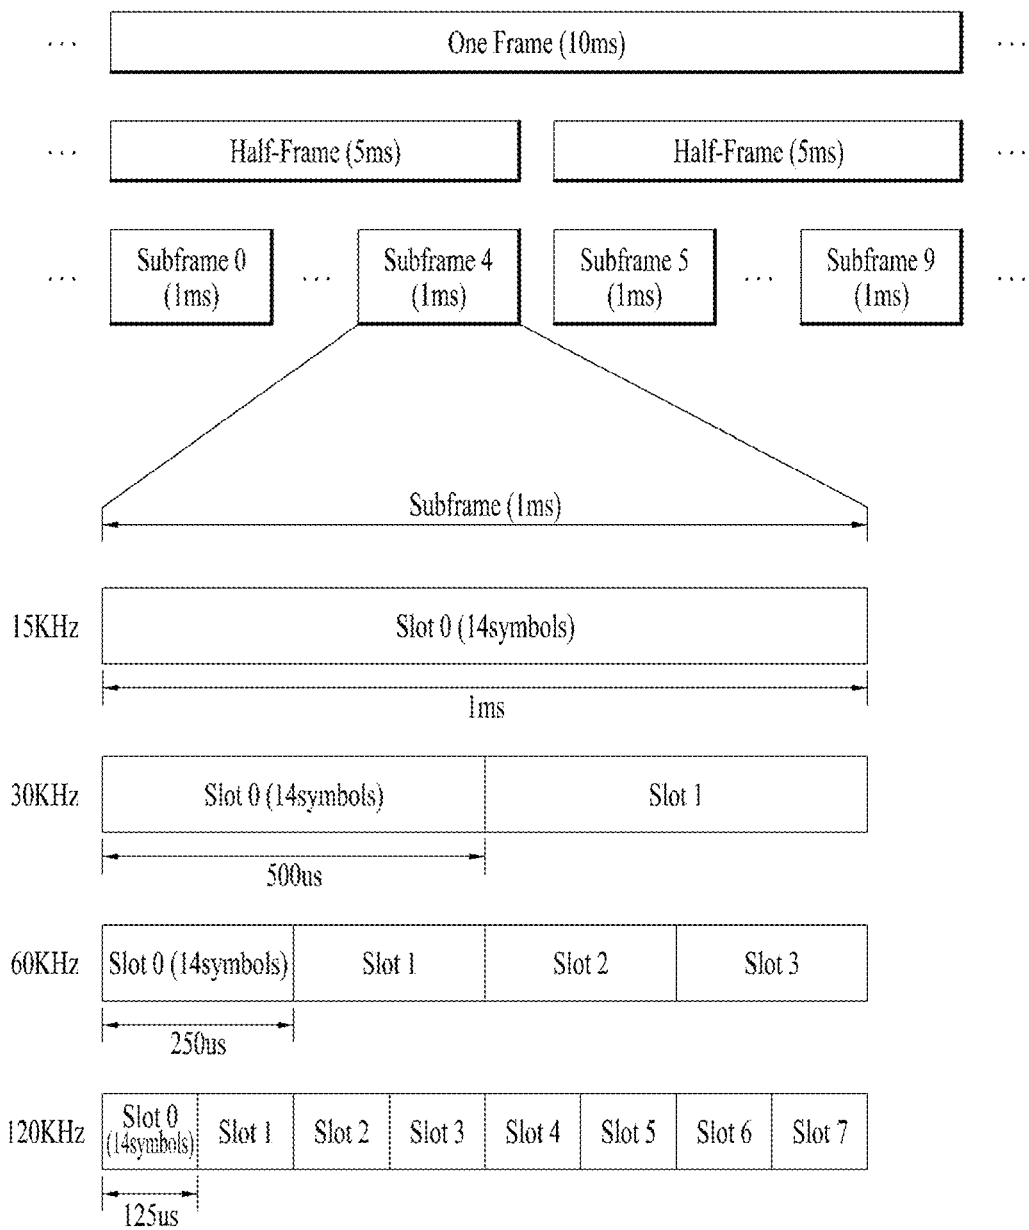 ... One Frame (10ms) ...
... Half-Frame (5ms) Half-Frame (5ms) ...
Subframe 0 Subframe 4 Subframe 5 Subframe 9
... (1ms) ... (1ms) (1ms) ... (1ms) ...
Subframe (1ms)
15KHz Slot 0 (14symbols)
1ms
30KHz Slot 0 (14symbols) Slot 1
500us
60KHz Slot 0 (14symbols) Slot 1 Slot 2 Slot 3
250us
120KHz Slot 0 (14symbols) Slot 1 Slot 2 Slot 3 Slot 4 Slot 5 Slot 6 Slot 7
125us